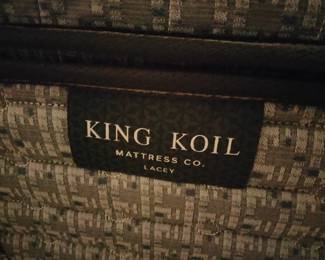 KING KOIL
MATTRESS CO.
LACEY